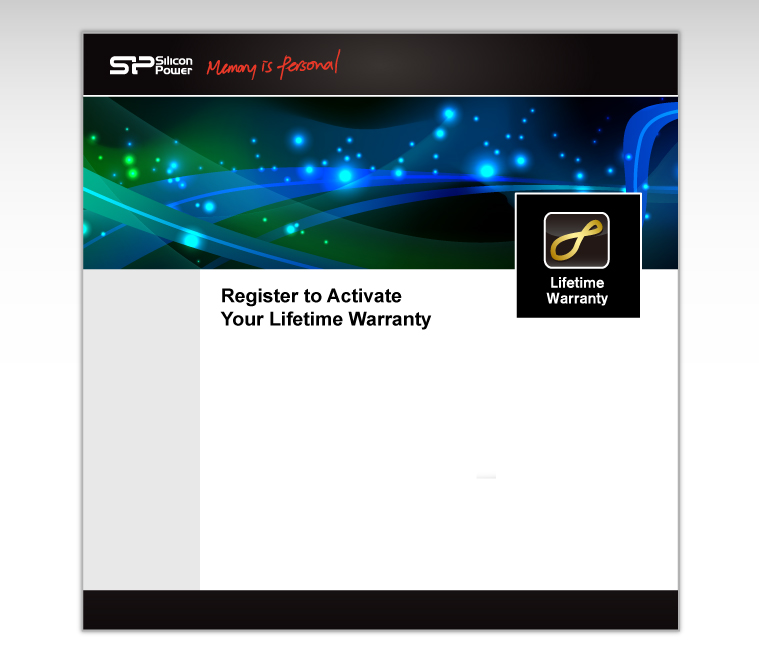 SP Silicon Power
Memory is Personal
Lifetime
Warranty
Register to Activate
Your Lifetime Warranty